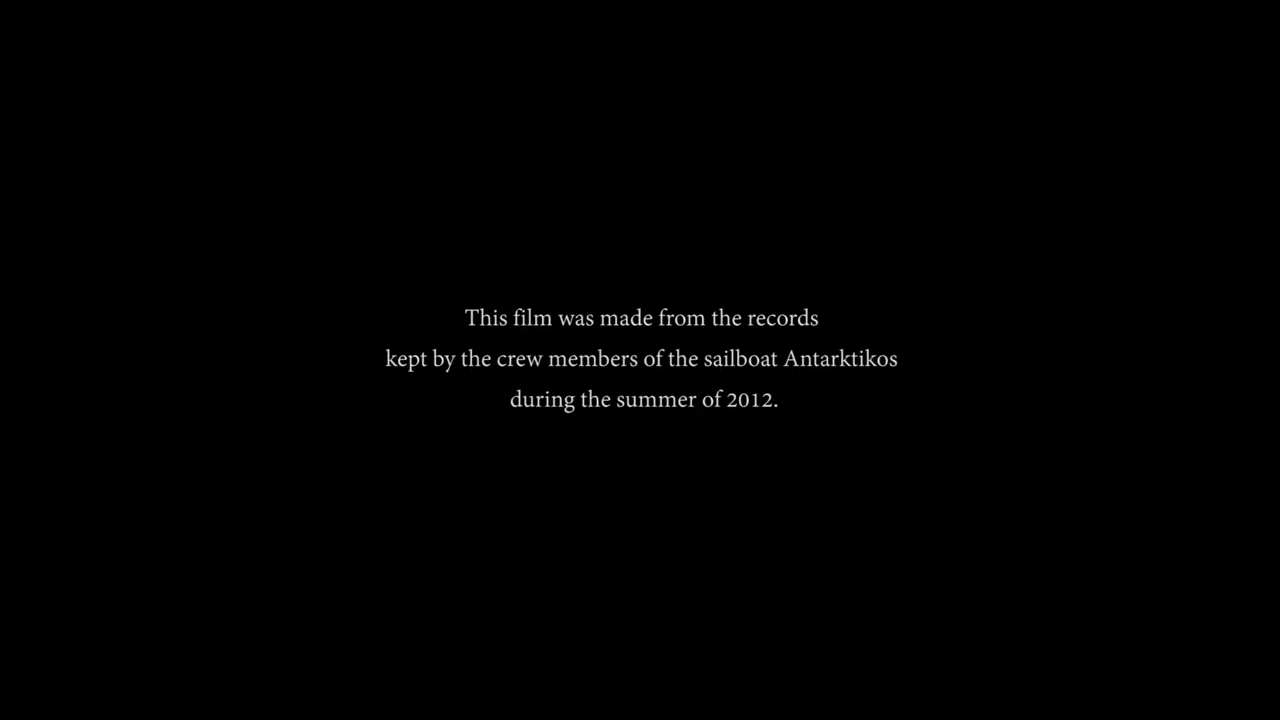 This film was made from the records
kept by the crew members of the sailboat Antarktikos
during the summer of 2012.